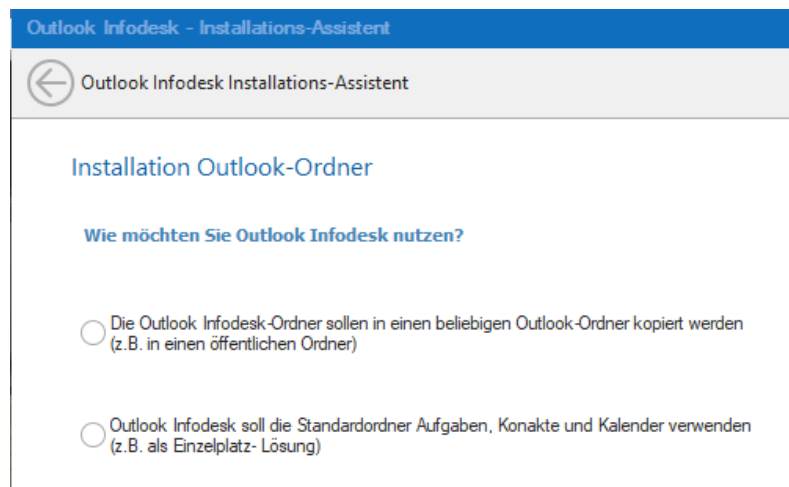 Outlook Infodesk - Installations-Assistent
Outlook Infodesk Installations-Assistent
Installation Outlook-Ordner
Wie möchten Sie Outlook Infodesk nutzen?
Die Outlook Infodesk-Ordner sollen in einen beliebigen Outlook-Ordner kopiert werden
(z.B. in einen öffentlichen Ordner)
Outlook Infodesk soll die Standardordner Aufgaben, Konakte und Kalender verwenden
(z.B. als Einzelplatz- Lösung)